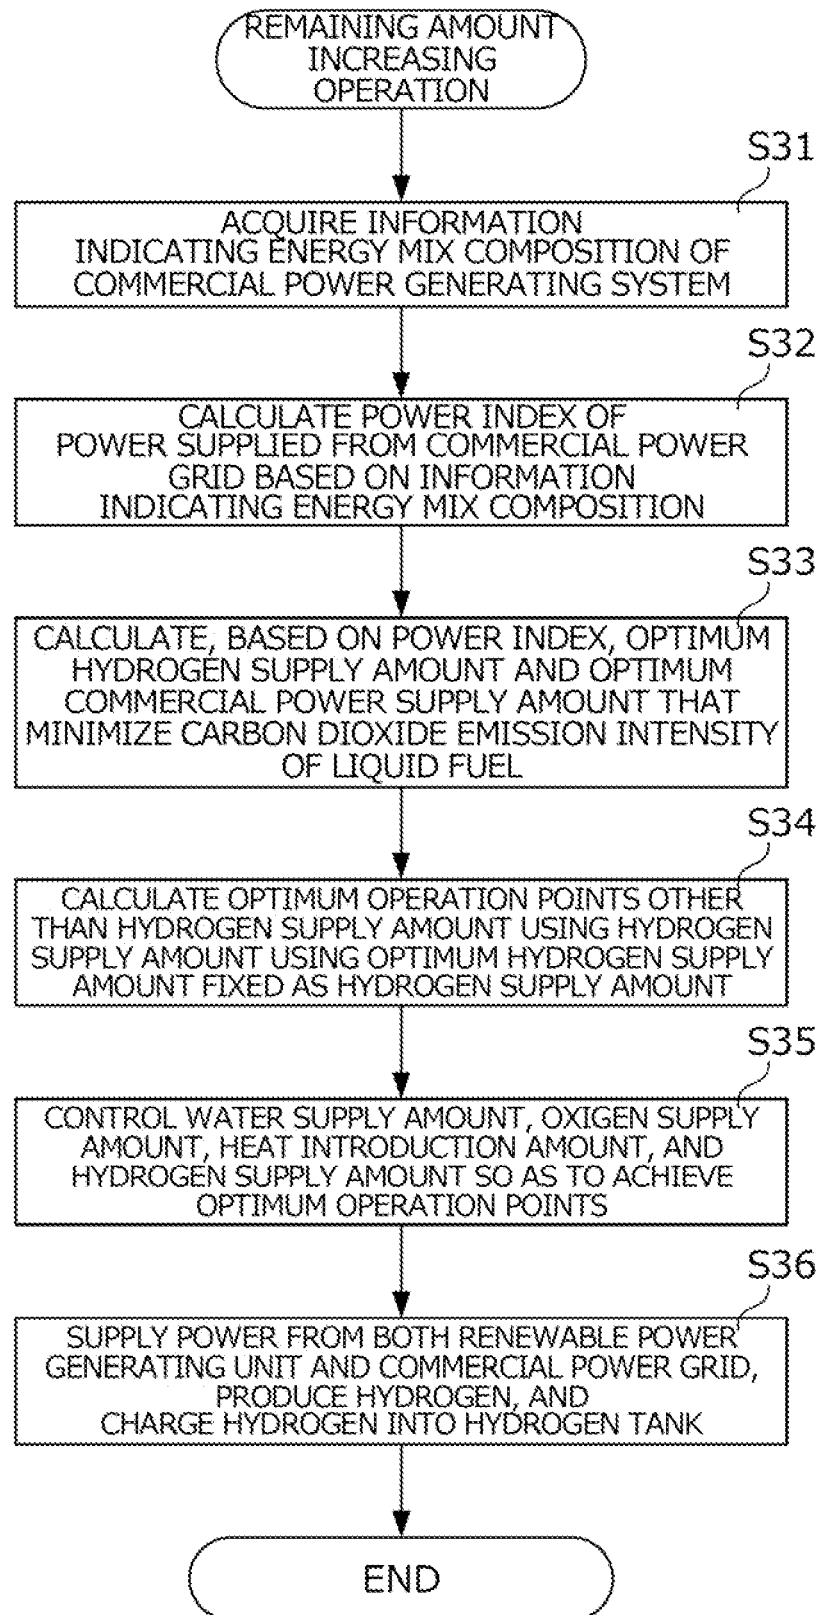 REMAINING AMOUNT
INCREASING
OPERATION
S31
ACQUIRE INFORMATION
INDICATING ENERGY MIX COMPOSITION OF
COMMERCIAL POWER GENERATING SYSTEM
S32
CALCULATE POWER INDEX OF
POWER SUPPLIED FROM COMMERCIAL POWER
GRID BASED ON INFORMATION
INDICATING ENERGY MIX COMPOSITION
S33
CALCULATE, BASED ON POWER INDEX, OPTIMUM
HYDROGEN SUPPLY AMOUNT AND OPTIMUM
COMMERCIAL POWER SUPPLY AMOUNT THAT
MINIMIZE CARBON DIOXIDE EMISSION INTENSITY
OF LIQUID FUEL
S34
CALCULATE OPTIMUM OPERATION POINTS OTHER
THAN HYDROGEN SUPPLY AMOUNT USING HYDROGEN
SUPPLY AMOUNT USING OPTIMUM HYDROGEN SUPPLY
AMOUNT FIXED AS HYDROGEN SUPPLY AMOUNT
S35
CONTROL WATER SUPPLY AMOUNT, OXIGEN SUPPLY
AMOUNT, HEAT INTRODUCTION AMOUNT, AND
HYDROGEN SUPPLY AMOUNT SO AS TO ACHIEVE
OPTIMUM OPERATION POINTS
S36
SUPPLY POWER FROM BOTH RENEWABLE POWER
GENERATING UNIT AND COMMERCIAL POWER GRID,
PRODUCE HYDROGEN, AND
CHARGE HYDROGEN INTO HYDROGEN TANK
END